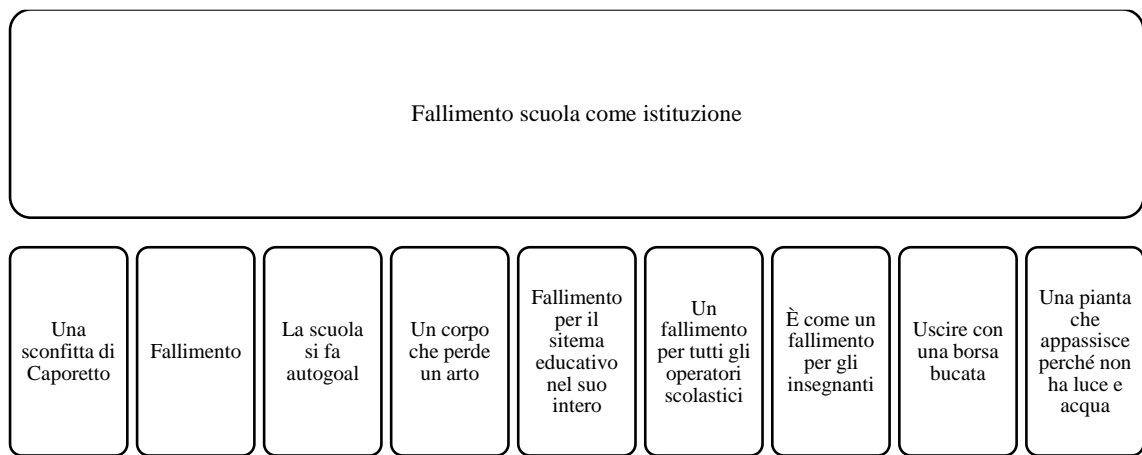 Fallimento scuola come istituzione
Una
sconfitta di
Caporetto
Fallimento
La scuola
si fa
autogoal
Un corpo
che perde
un arto
Fallimento
per il
sitema
educativo
nel suo
intero
Un
fallimento
per tutti gli
operatori
scolastici
È come un
fallimento
per gli
insegnanti
Uscire con
una borsa
bucata
Una pianta
che
appassisce
perché non
ha luce e
acqua